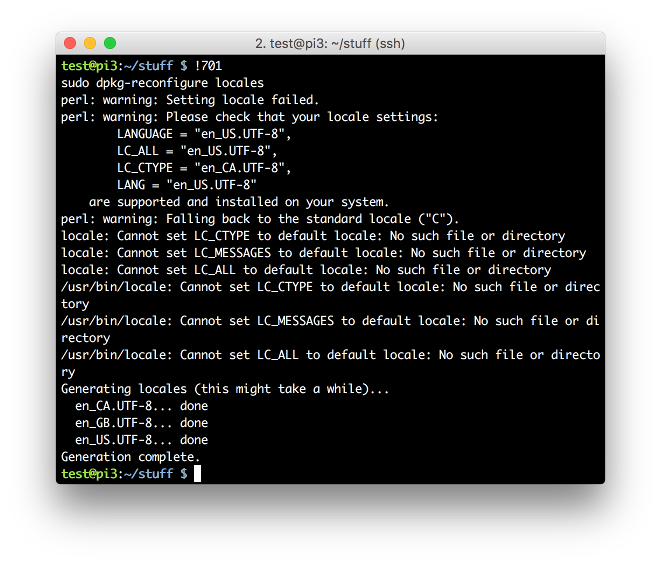 2. test@pi3: ~/stuff (ssh)
test@pi3:~/stuff $ !701
sudo dpkg-reconfigure locales
perl: warning: Setting locale failed.
perl: warning: Please check that your locale settings:
        LANGUAGE = "en_US.UTF-8",
        LC_ALL = "en_US.UTF-8",
        LC_CTYPE = "en_CA.UTF-8",
        LANG = "en_US.UTF-8"
    are supported and installed on your system.
perl: warning: Falling back to the standard locale ("C").
locale: Cannot set LC_CTYPE to default locale: No such file or directory
locale: Cannot set LC_MESSAGES to default locale: No such file or directory
locale: Cannot set LC_ALL to default locale: No such file or directory
/usr/bin/locale: Cannot set LC_CTYPE to default locale: No such file or direc
tory
/usr/bin/locale: Cannot set LC_MESSAGES to default locale: No such file or di
rectory
/usr/bin/locale: Cannot set LC_ALL to default locale: No such file or directo
ry
Generating locales (this might take a while)...
  en_CA.UTF-8... done
  en_GB.UTF-8... done
  en_US.UTF-8... done
Generation complete.
test@pi3:~/stuff $